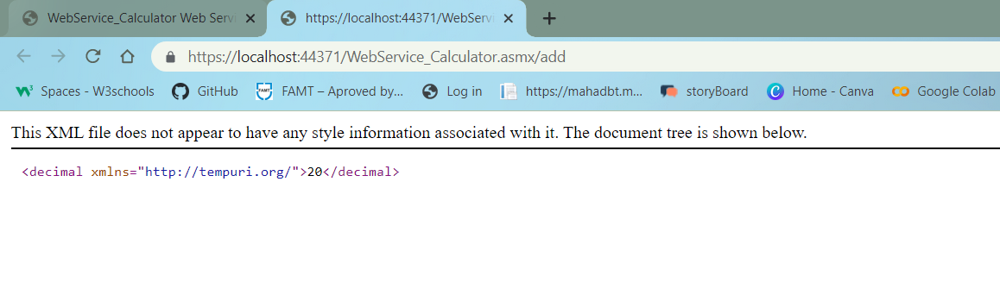 WebService_Calculator Web Serv
https://localhost:44371/WebServi
https://localhost:44371/WebService_Calculator.asmx/add
Spaces - W3schools GitHub FAMT – Aproved by... Log in https://mahadbt.m... storyBoard Home - Canva Google Colab
This XML file does not appear to have any style information associated with it. The document tree is shown below.
<decimal xmlns="http://tempuri.org/">20</decimal>